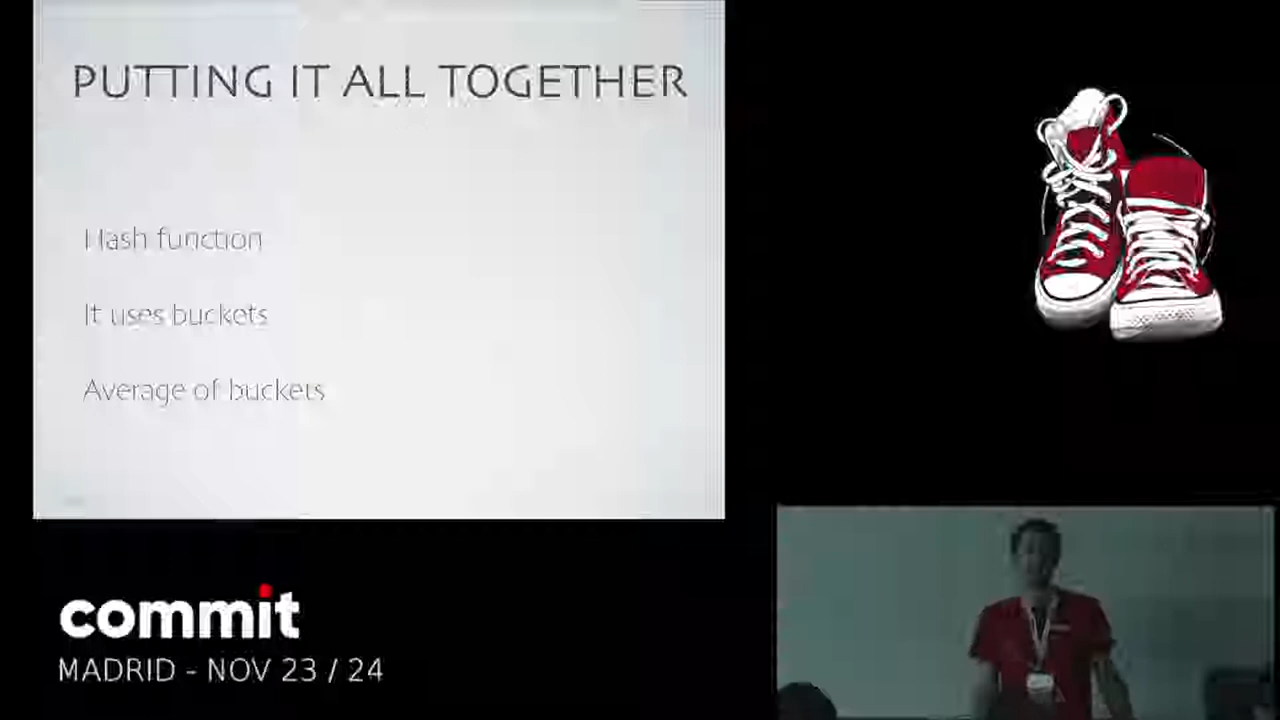 PUTTING IT ALL TOGETHER
Hash function
It uses buckets
Average of buckets
commit
MADRID - NOV 23 / 24